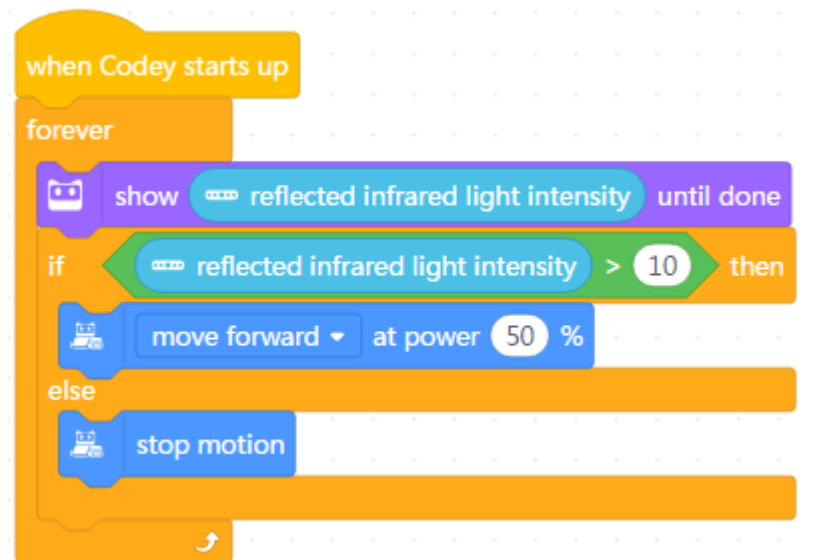 when Codey starts up
forever
show reflected infrared light intensity until done
if reflected infrared light intensity > 10 then
move forward at power 50 %
else
stop motion